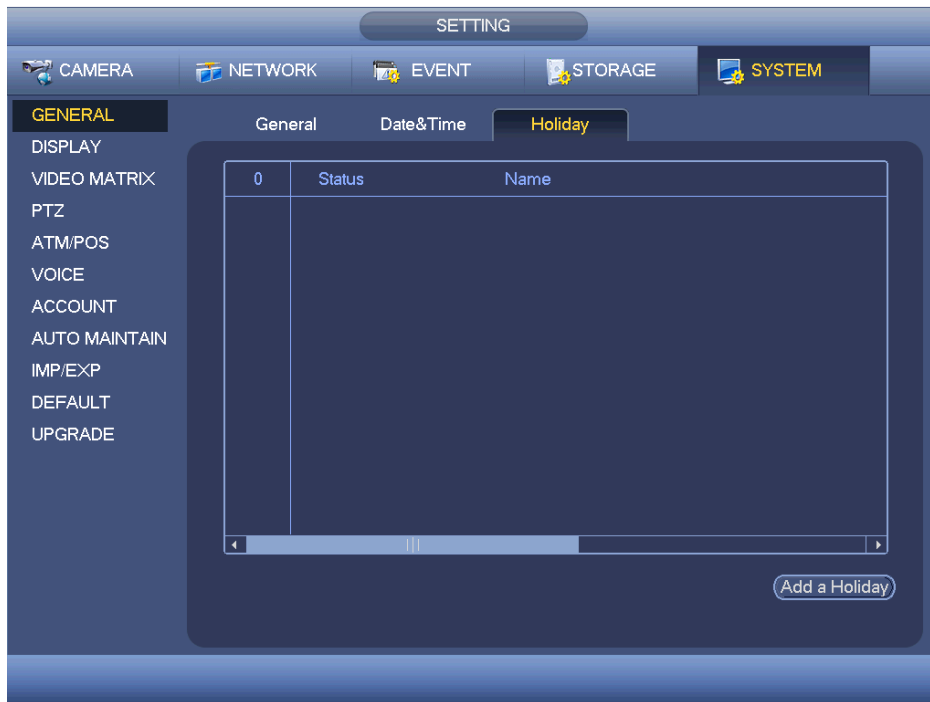 SETTING
CAMERA NETWORK EVENT STORAGE SYSTEM
GENERAL
DISPLAY
VIDEO MATRIX
PTZ
ATM/POS
VOICE
ACCOUNT
AUTO MAINTAIN
IMP/EXP
DEFAULT
UPGRADE
General Date&Time Holiday
0 Status Name
Add a Holiday